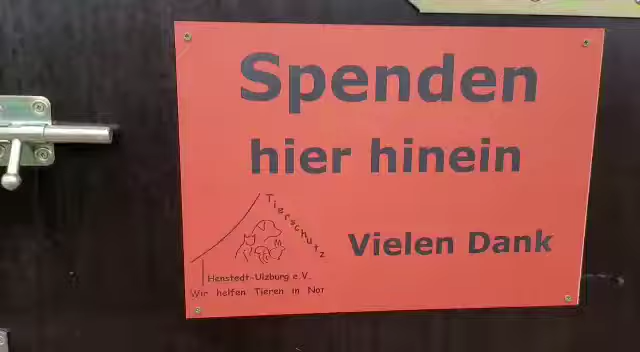 Spenden
hier hinein
Tierschutz
Vielen Dank
Henstedt-Ulzburg e.V.
Wir helfen Tieren in Not